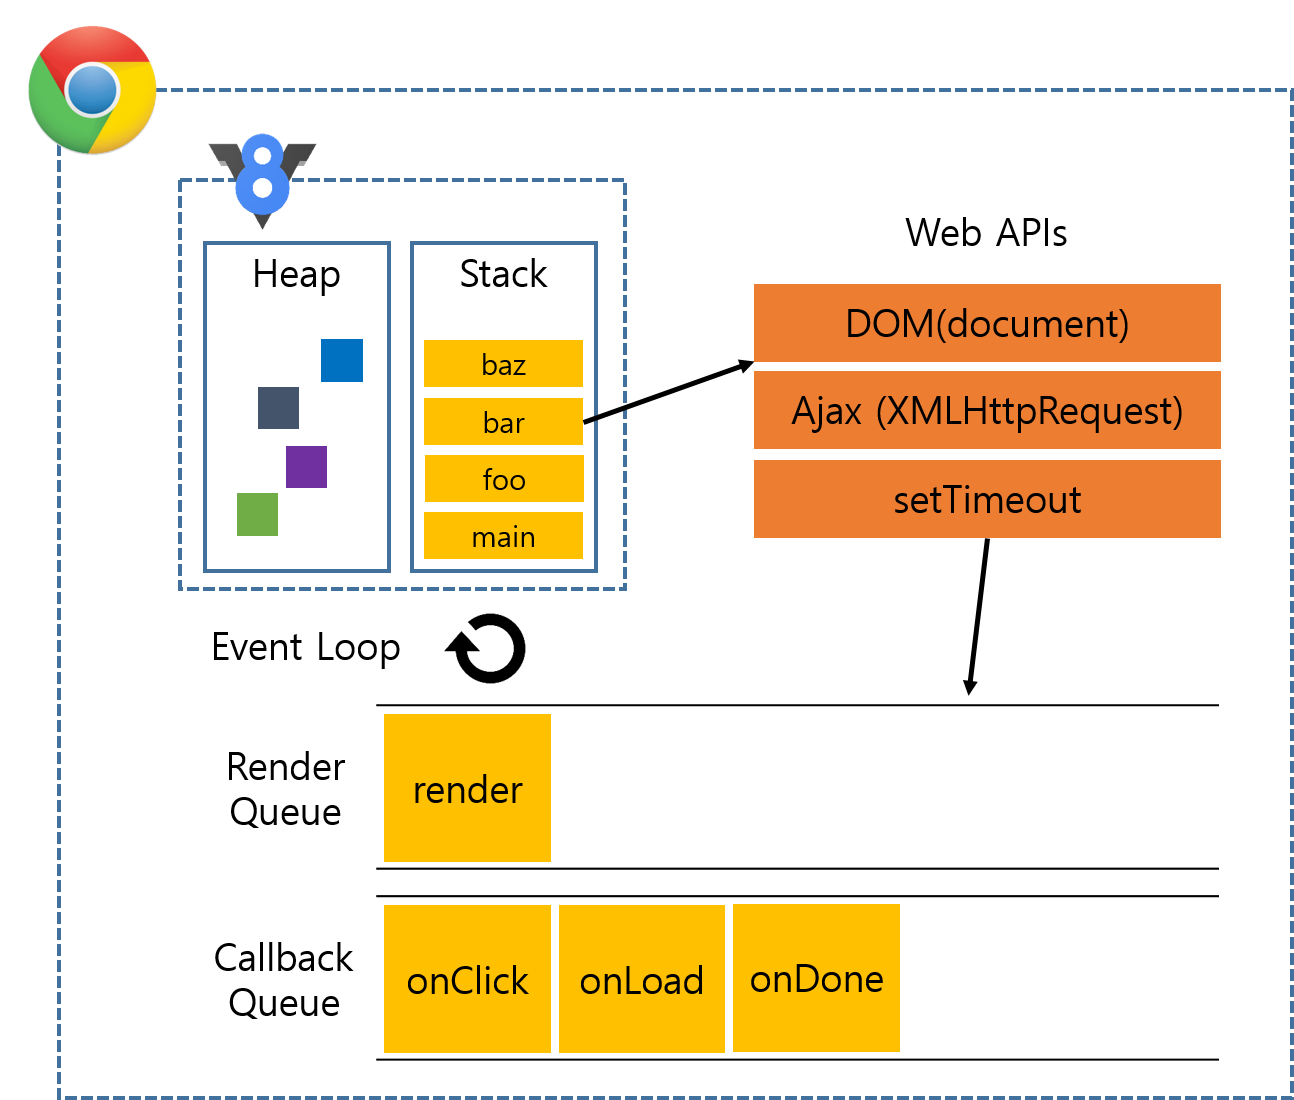 V8
Heap
Stack
baz
bar
foo
main
Web APIs
DOM(document)
Ajax (XMLHttpRequest)
setTimeout
Event Loop
Render
Queue
render
Callback
Queue
onClick
onLoad
onDone